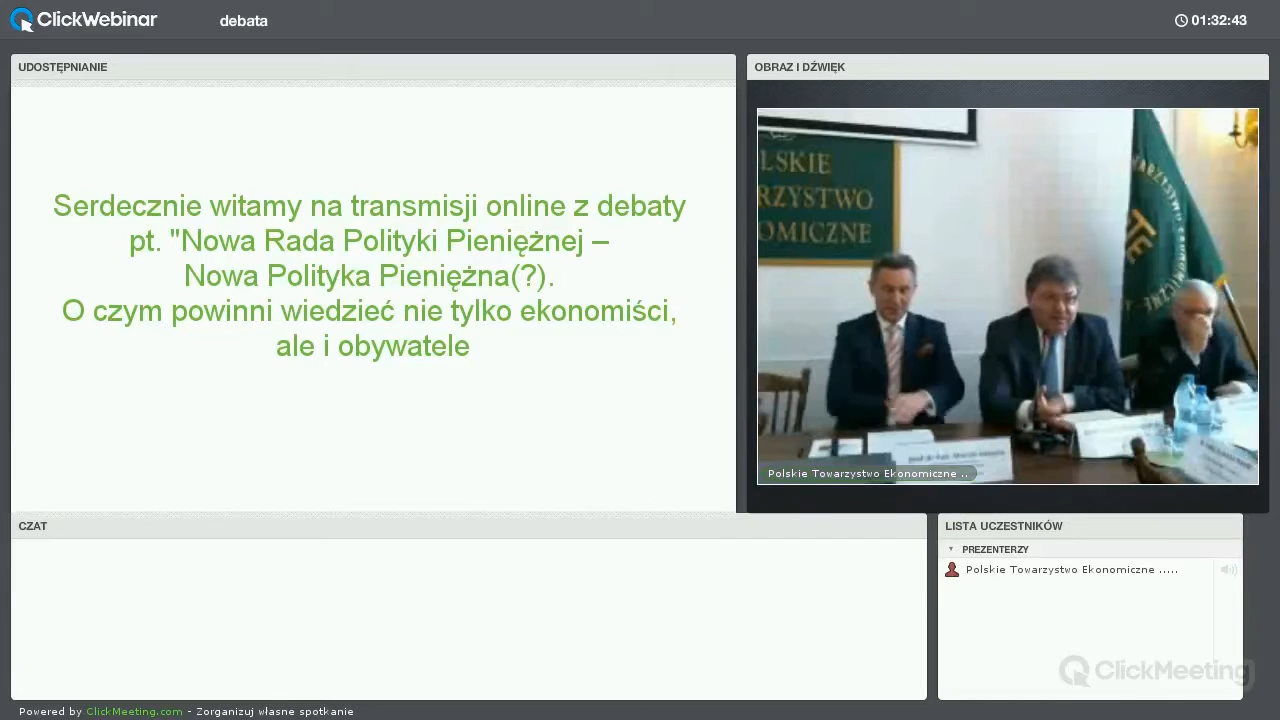 ClickWebinar
debata
01:32:43
UDOSTĘPNIANIE
Serdecznie witamy na transmisji online z debaty
pt. "Nowa Rada Polityki Pieniężnej –
Nowa Polityka Pieniężna(?).
O czym powinni wiedzieć nie tylko ekonomiści,
ale i obywatele
OBRAZ I DŹWIĘK
LSKIE
RZYSTWO
OMICZNE
Polskie Towarzystwo Ekonomiczne ..
CZAT
LISTA UCZESTNIKÓW
PREZENTERZY
Polskie Towarzystwo Ekonomiczne .....
ClickMeeting
Powered by ClickMeeting.com - Zorganizuj własne spotkanie